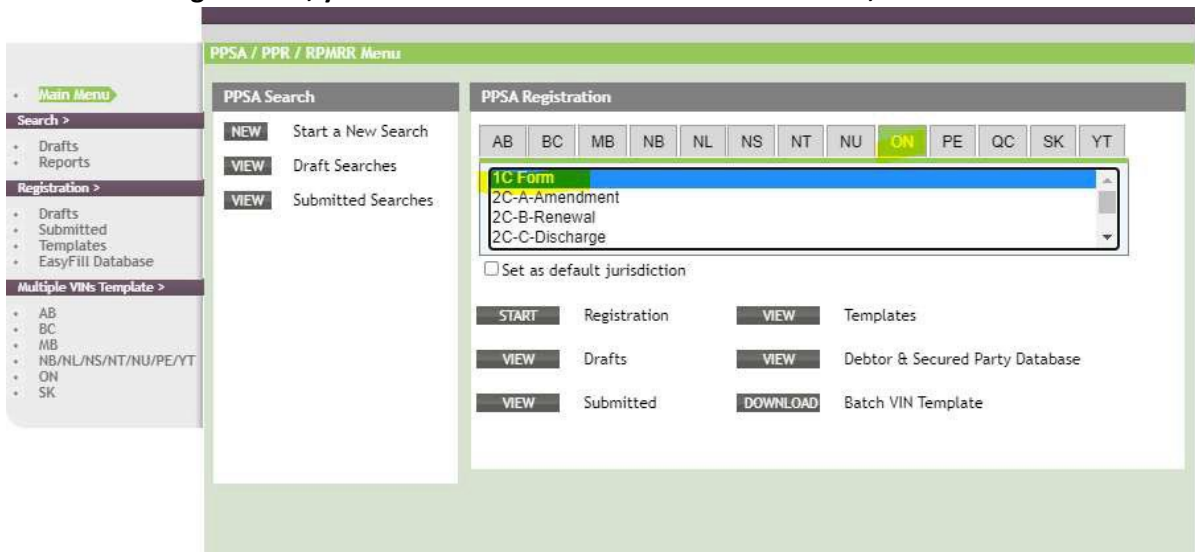 PPSA / PPR / RPMRR Menu
Main Menu
Search >
Drafts
Reports
Registration >
Drafts
Submitted
Templates
EasyFill Database
Multiple VINs Template >
AB
BC
MB
NB/NL/NS/NT/NU/PE/YT
ON
SK
PPSA Search
NEW Start a New Search
VIEW Draft Searches
VIEW Submitted Searches
PPSA Registration
AB BC MB NB NL NS NT NU ON PE QC SK YT
1C Form
2C-A-Amendment
2C-B-Renewal
2C-C-Discharge
Set as default jurisdiction
START Registration VIEW Templates
VIEW Drafts VIEW Debtor & Secured Party Database
VIEW Submitted DOWNLOAD Batch VIN Template